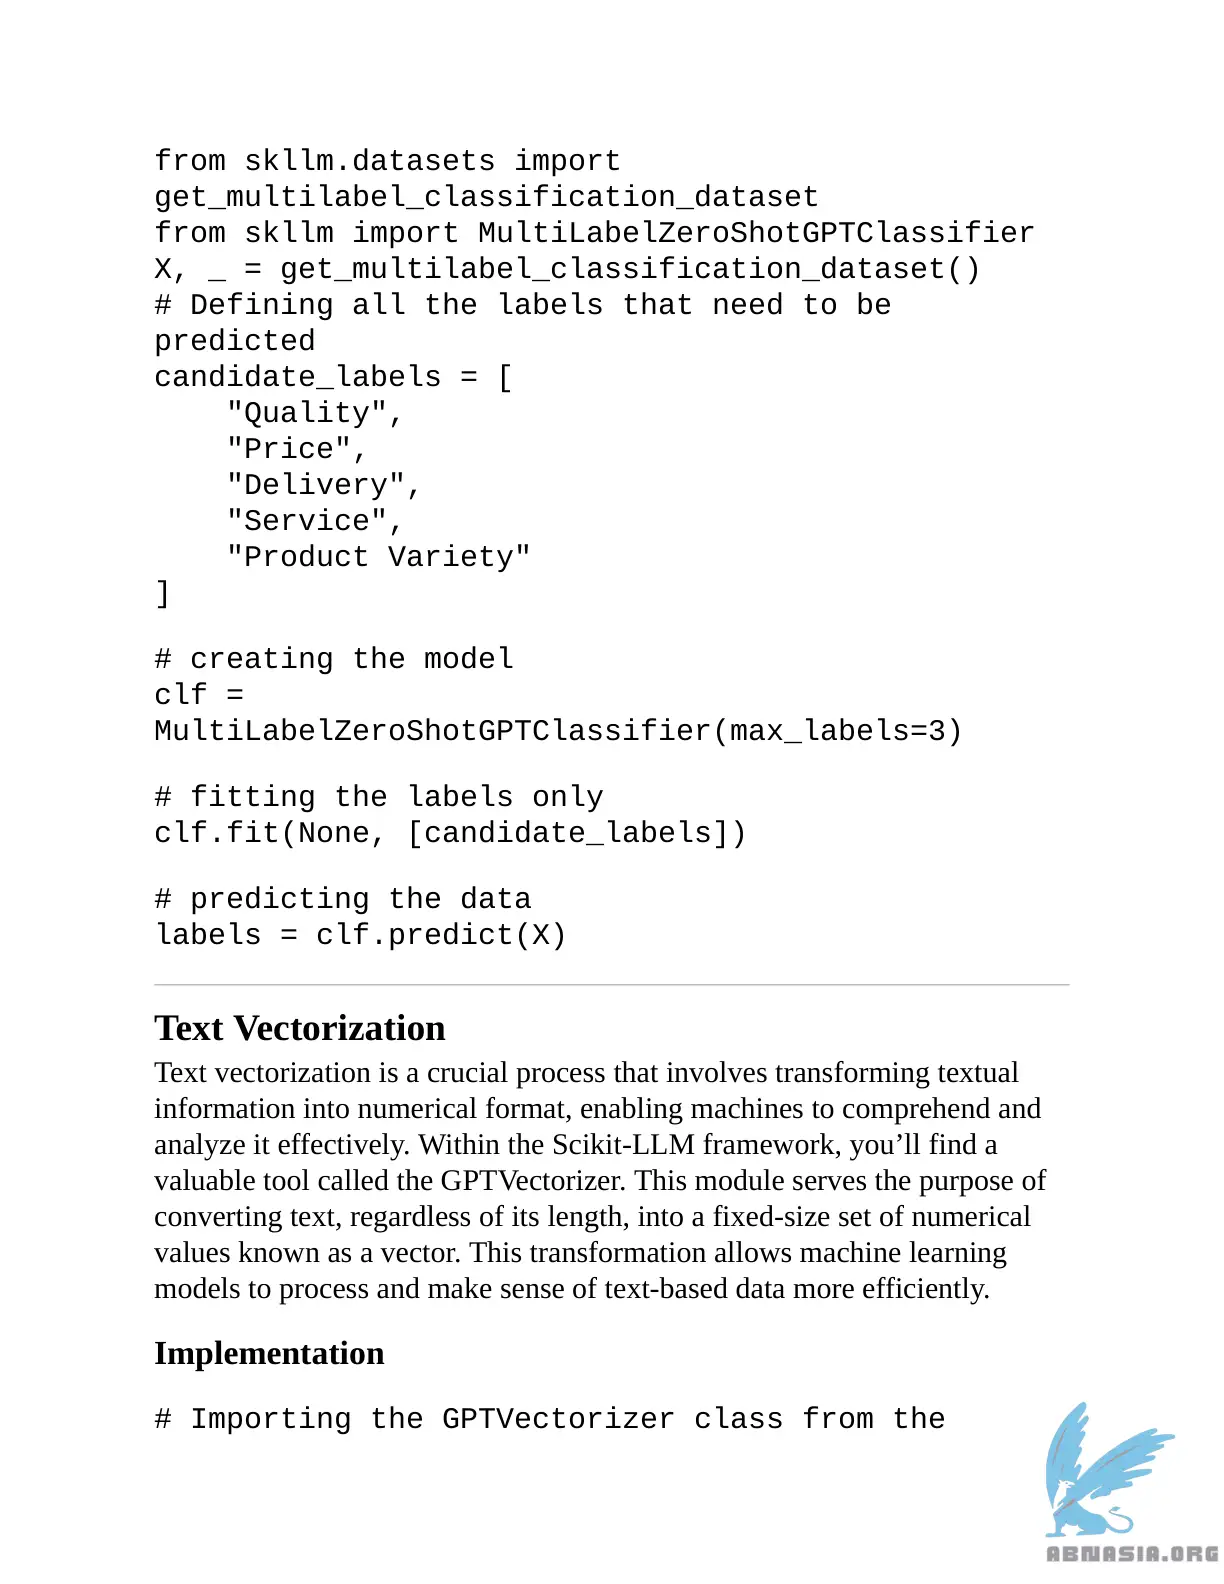 from skllm.datasets import
get_multilabel_classification_dataset
from skllm import MultiLabelZeroShotGPTClassifier
X, _ = get_multilabel_classification_dataset()
# Defining all the labels that need to be
predicted
candidate_labels = [
    "Quality",
    "Price",
    "Delivery",
    "Service",
    "Product Variety"
]
# creating the model
clf =
MultiLabelZeroShotGPTClassifier(max_labels=3)
# fitting the labels only
clf.fit(None, [candidate_labels])
# predicting the data
labels = clf.predict(X)
Text Vectorization
Text vectorization is a crucial process that involves transforming textual
information into numerical format, enabling machines to comprehend and
analyze it effectively. Within the Scikit-LLM framework, you’ll find a
valuable tool called the GPTVectorizer. This module serves the purpose of
converting text, regardless of its length, into a fixed-size set of numerical
values known as a vector. This transformation allows machine learning
models to process and make sense of text-based data more efficiently.
Implementation
# Importing the GPTVectorizer class from the
ABNASIA.ORG